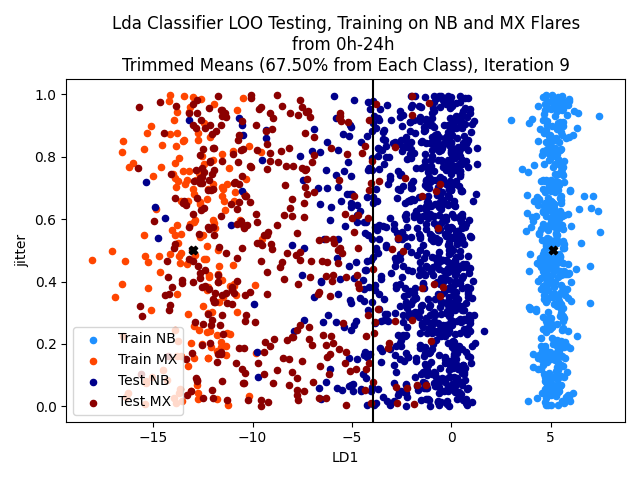 Lda Classifier LOO Testing, Training on NB and MX Flares
from 0h-24h
Trimmed Means (67.50% from Each Class), Iteration 9
1.0
0.8
0.6
0.4
0.2
0.0
jitter
Train NB
Train MX
Test NB
Test MX
−15 −10 −5 0 5
LD1